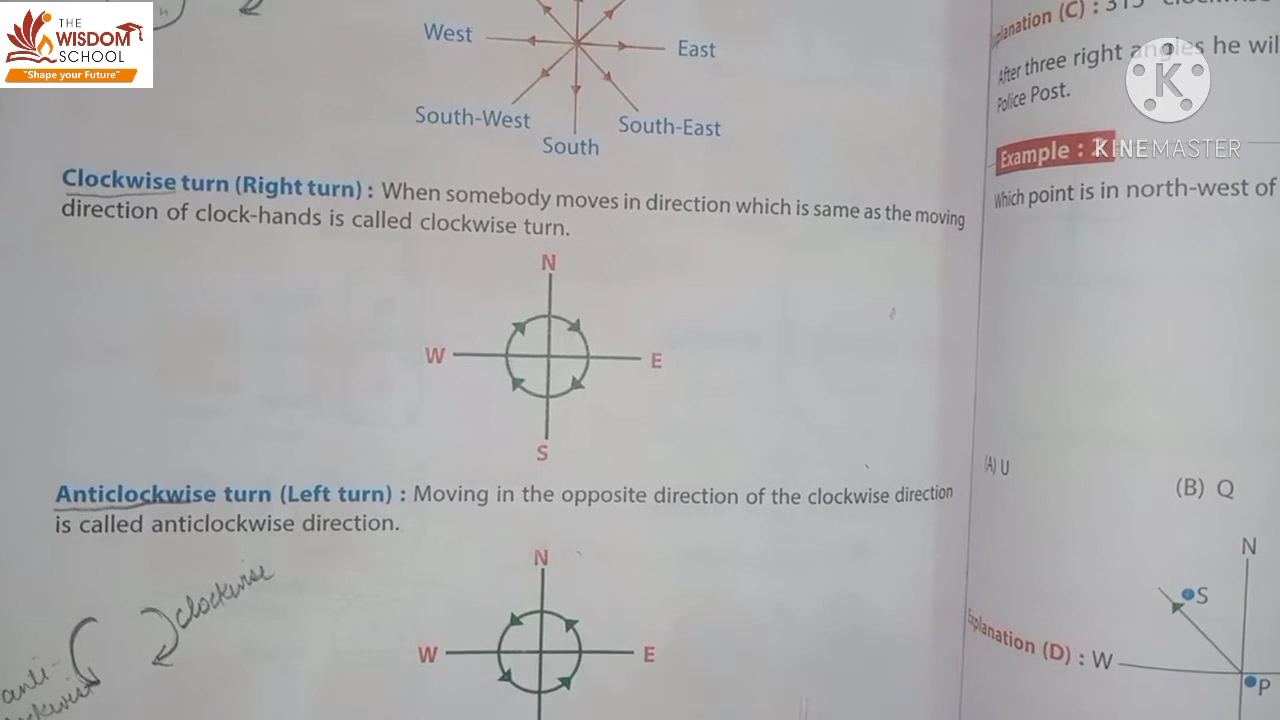 THE
WISDOM
SCHOOL
"Shape your Future"
West
East
South-West
South-East
South
Clockwise turn (Right turn) : When somebody moves in direction which is same as the moving
direction of clock-hands is called clockwise turn.
N
W
E
S
Anticlockwise turn (Left turn) : Moving in the opposite direction of the clockwise direction
is called anticlockwise direction.
clockwise
anti-
N
W
E
(C) : 315°
After three right angles he will
Police Post.
KINEMASTER
Example :
Which point is in north-west of
(A) U
(B) Q
N
S
Explanation (D) : W
P